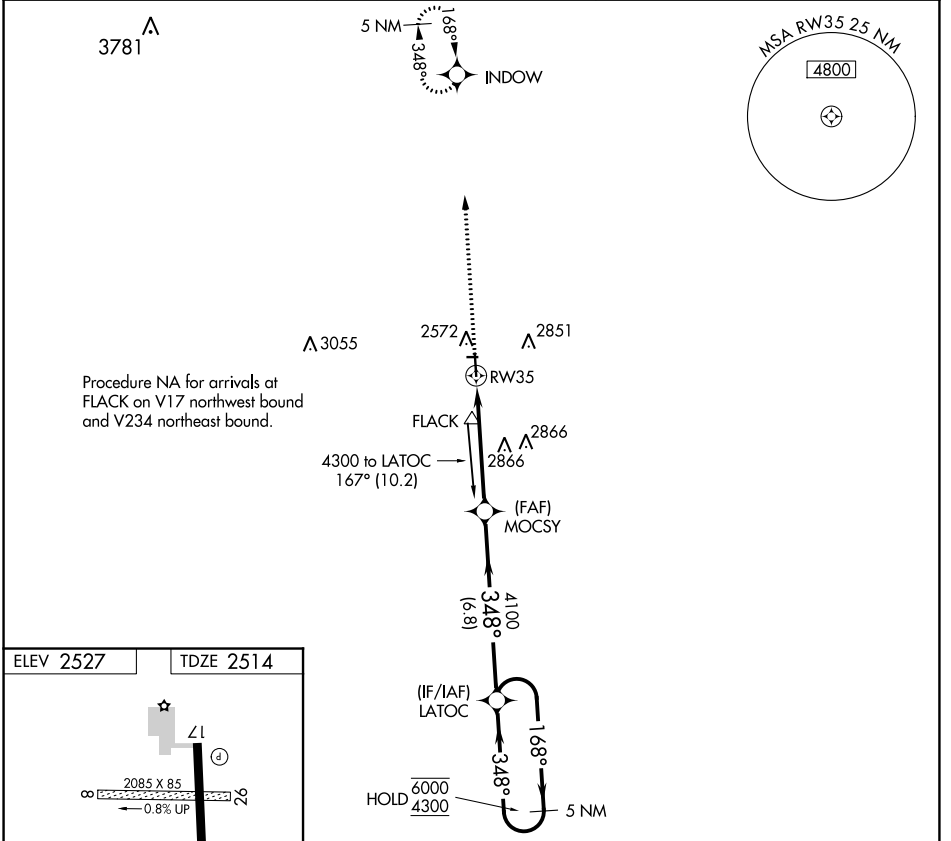 3781
5 NM
168°
348°
INDOW
MSA RW35 25 NM
4800
3055
2572
2851
RW35
Procedure NA for arrivals at
FLACK on V17 northwest bound
and V234 northeast bound.
FLACK
2866
2866
4300 to LATOC
167° (10.2)
(FAF)
MOCSY
348°
4100
(6.8)
(IF/IAF)
LATOC
168°
348°
HOLD
6000
4300
5 NM
ELEV 2527
TDZE 2514
17
P
2085 X 85
8
26
0.8% UP